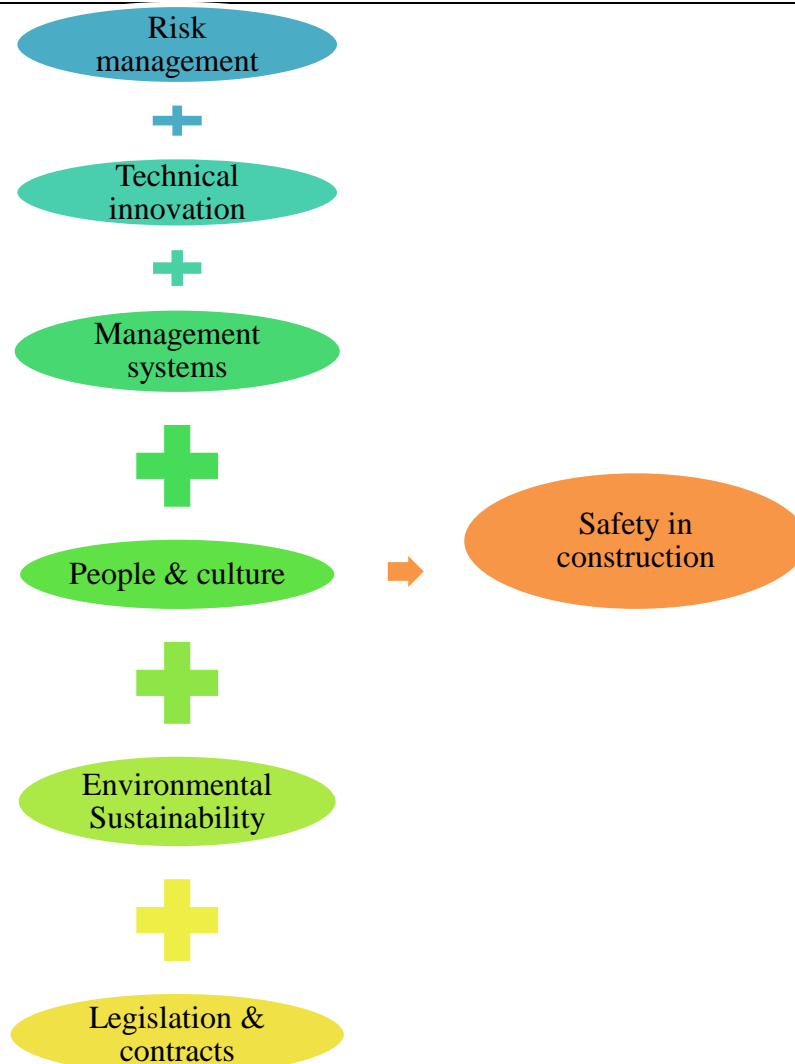 Risk
management
Technical
innovation
Management
systems
People & culture
Safety in
construction
Environmental
Sustainability
Legislation &
contracts